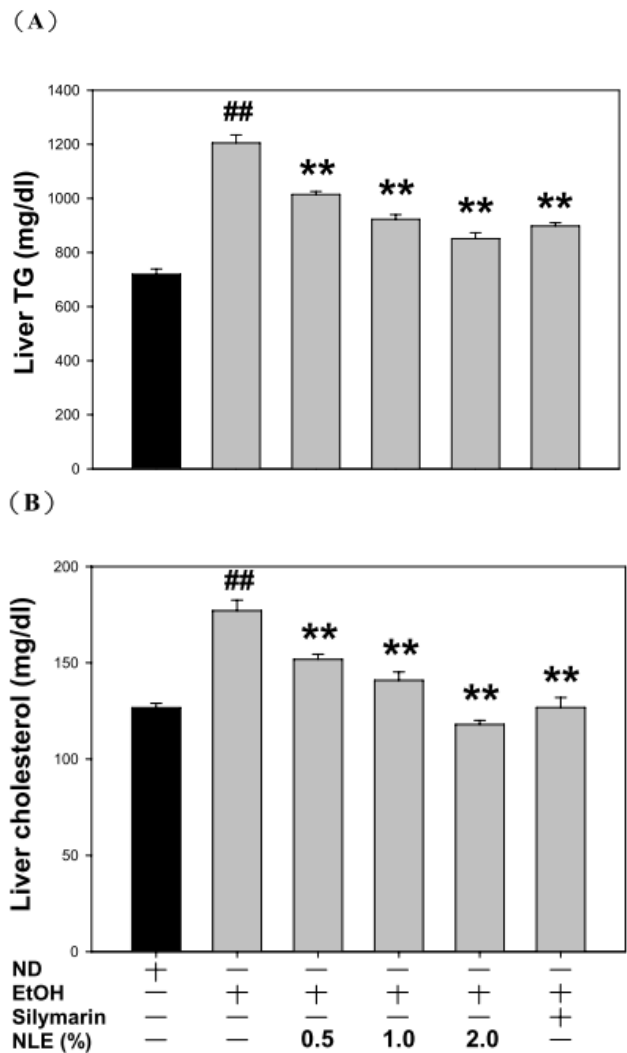 （A）
1400
##
1200
**
1000
**
**
**
800
600
400
200
0
Liver TG (mg/dl)
（B）
200
##
**
150
**
**
**
100
50
0
Liver cholesterol (mg/dl)
ND + — — — — —
EtOH — + + + + +
Silymarin — — — — — +
NLE (%) — — 0.5 1.0 2.0 —